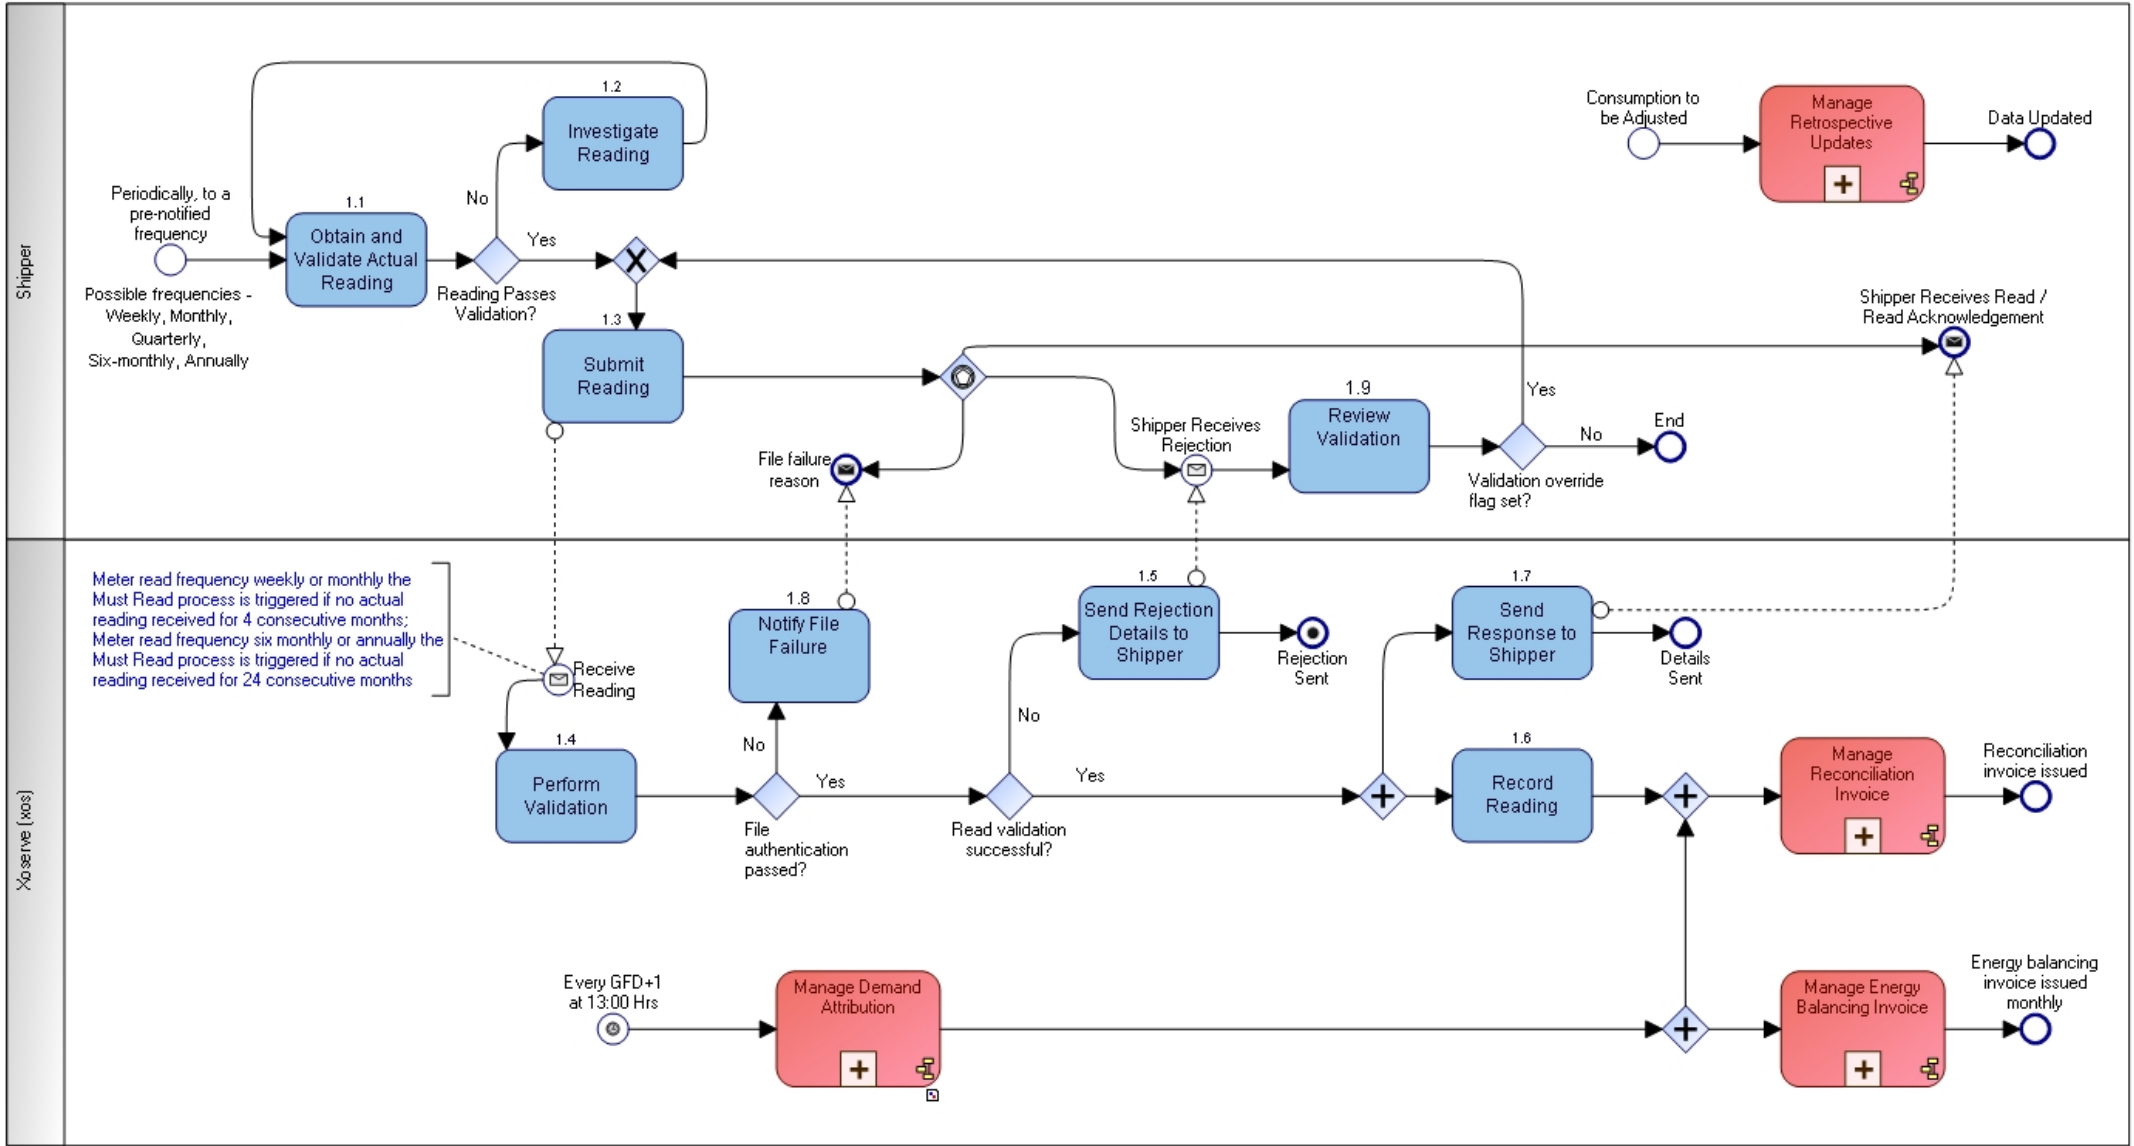 Shipper
1.2
Investigate
Reading
Consumption to
be Adjusted
Manage
Retrospective
Updates
Data Updated
Periodically, to a
pre-notified
frequency
Possible frequencies -
Weekly, Monthly,
Quarterly,
Six-monthly, Annually
1.1
Obtain and
Validate Actual
Reading
No
Yes
Reading Passes
Validation?
X
1.3
Submit
Reading
File failure
reason
Shipper Receives
Rejection
1.9
Review
Validation
Yes
No
Validation override
flag set?
End
Shipper Receives Read /
Read Acknowledgement
Xoserve (xos)
Meter read frequency weekly or monthly the
Must Read process is triggered if no actual
reading received for 4 consecutive months;
Meter read frequency six monthly or annually the
Must Read process is triggered if no actual
reading received for 24 consecutive months
Receive
Reading
1.4
Perform
Validation
1.8
Notify File
Failure
No
Yes
File
authentication
passed?
1.5
Send Rejection
Details to
Shipper
Rejection
Sent
No
Yes
Read validation
successful?
1.7
Send
Response to
Shipper
Details
Sent
1.6
Record
Reading
Manage
Reconciliation
Invoice
Reconciliation
invoice issued
Every GFD+1
at 13:00 Hrs
Manage Demand
Attribution
Manage Energy
Balancing Invoice
Energy balancing
invoice issued
monthly